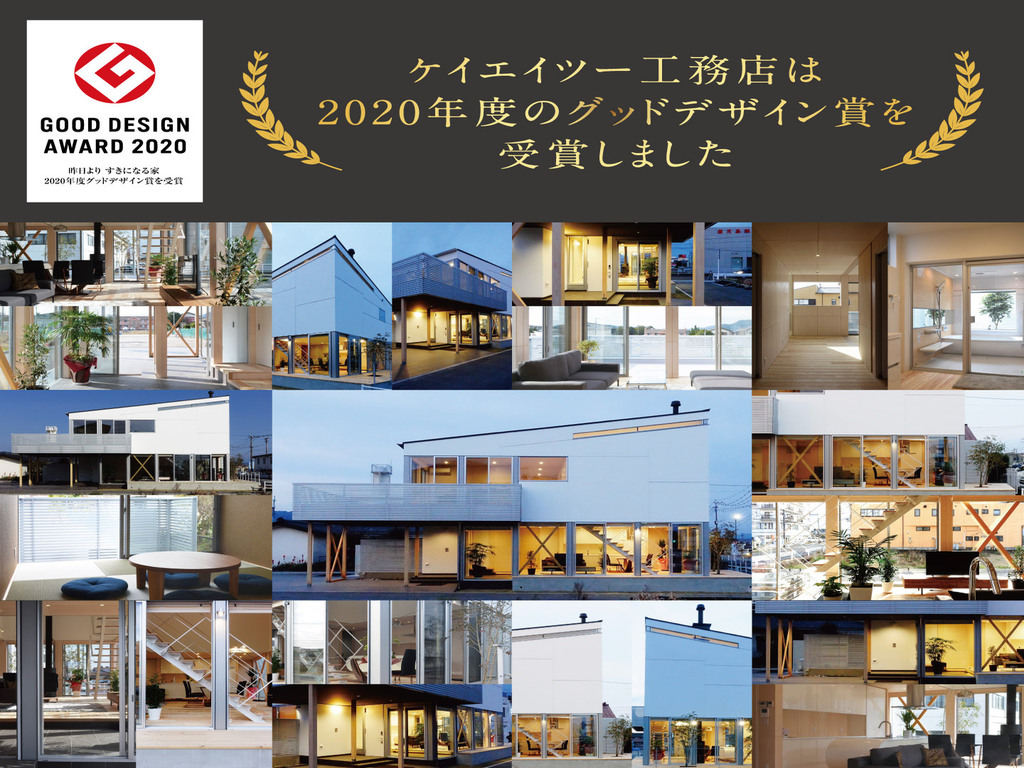 GOOD DESIGN
AWARD 2020
昨日より すきになる家
2020年度グッドデザイン賞を受賞
ケイエイツー工務店は
2020年度のグッドデザイン賞を
受賞しました